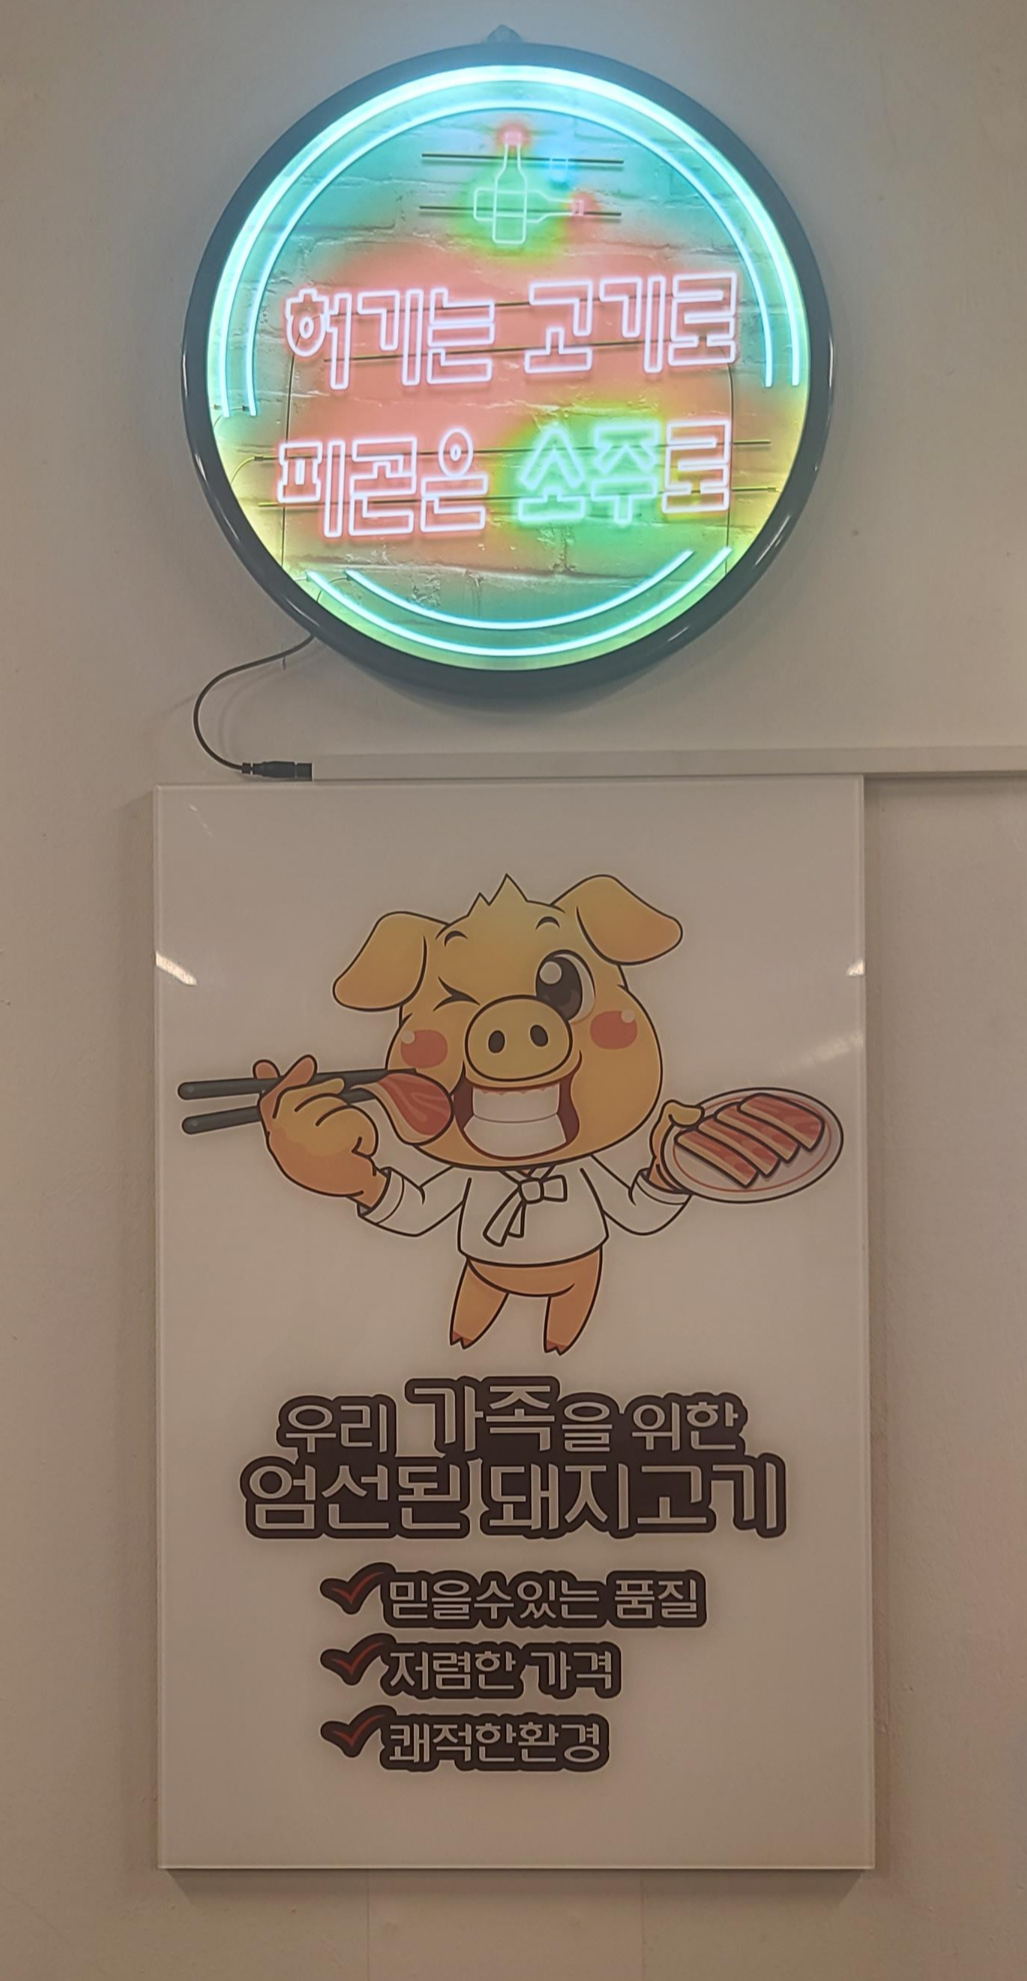 허기는 고기로
피곤은 소주로
우리 가족을 위한
엄선된 돼지고기
믿을수있는 품질
저렴한 가격
쾌적한환경